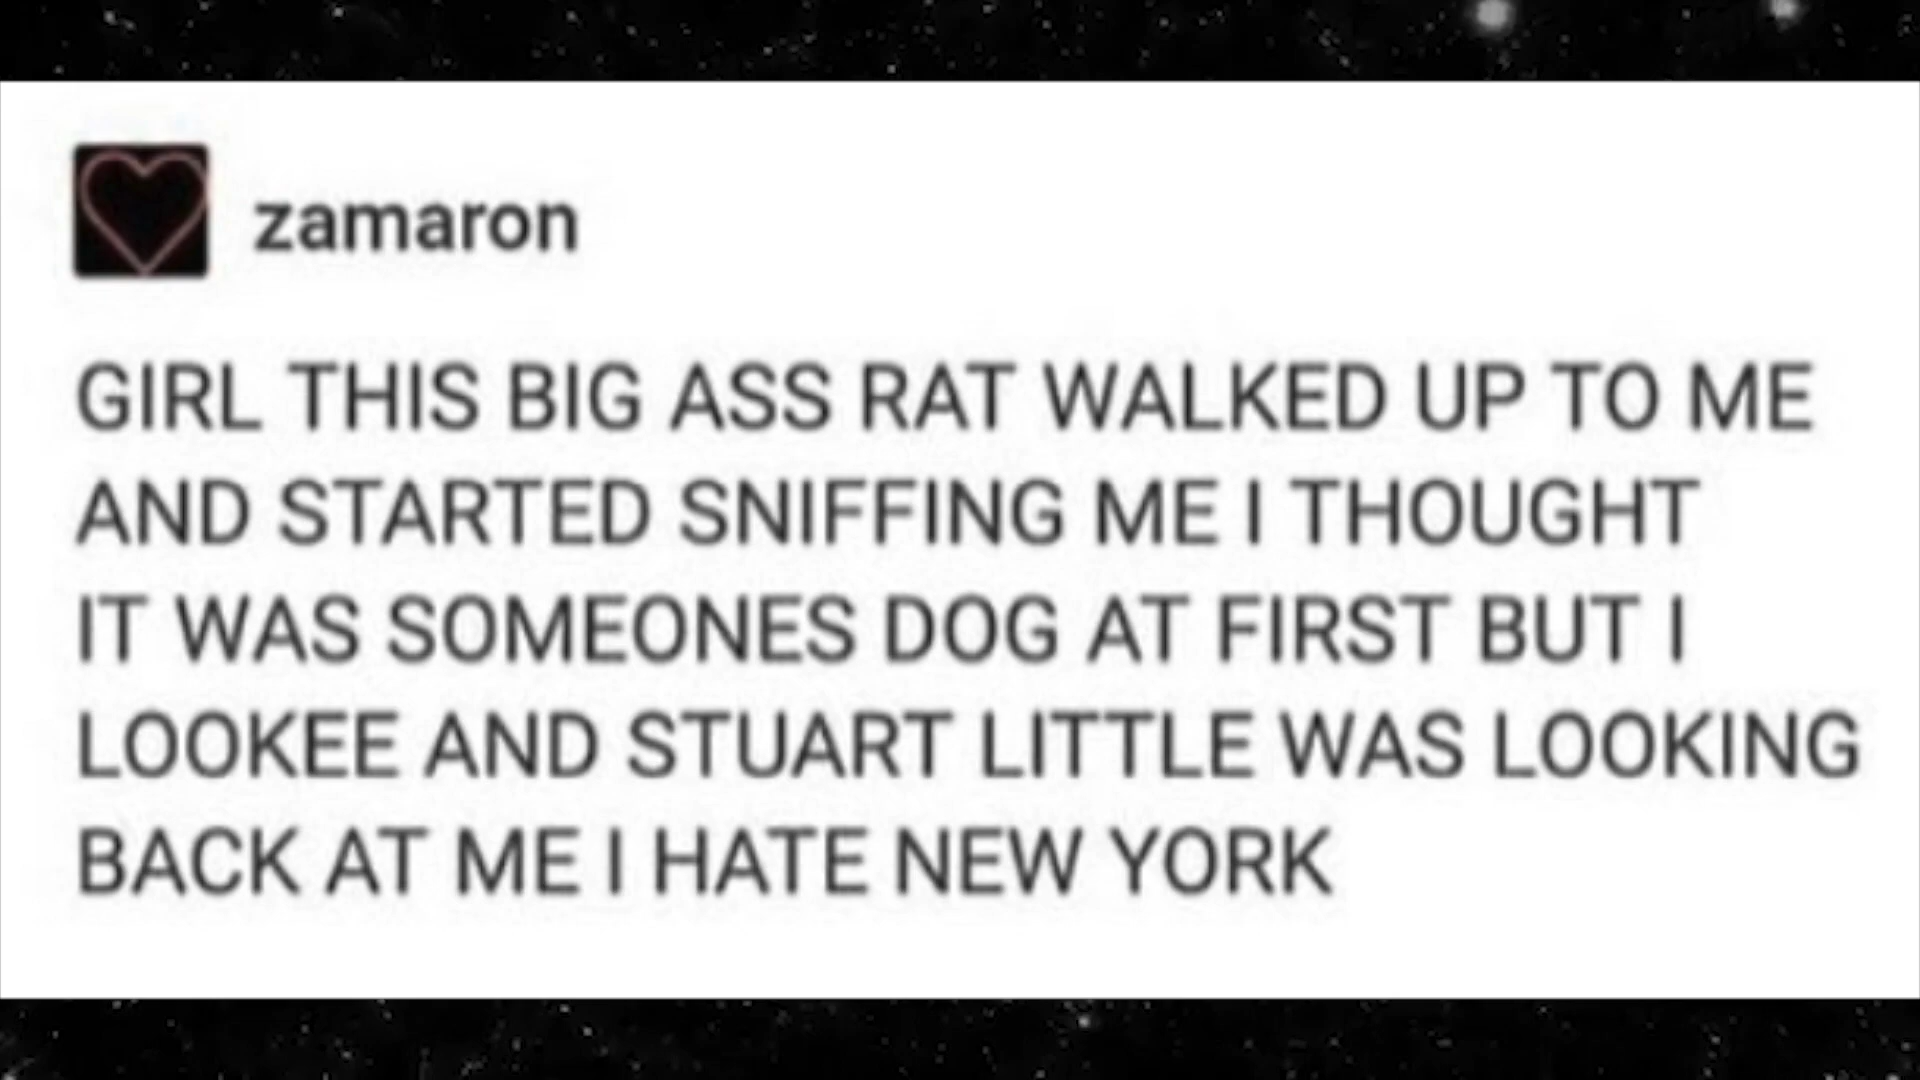 zamaron
GIRL THIS BIG ASS RAT WALKED UP TO ME
AND STARTED SNIFFING ME I THOUGHT
IT WAS SOMEONES DOG AT FIRST BUT I
LOOKEE AND STUART LITTLE WAS LOOKING
BACK AT ME I HATE NEW YORK